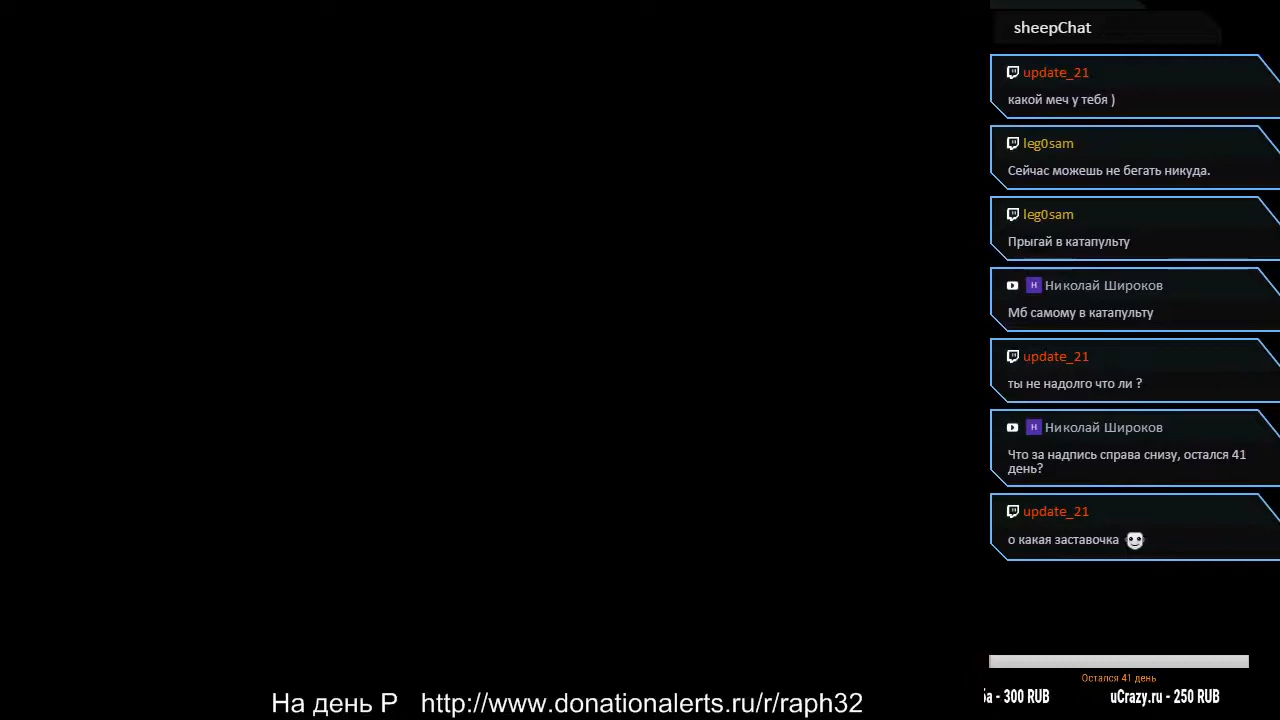 sheepChat
update_21
какой меч у тебя )
leg0sam
Сейчас можешь не бегать никуда.
leg0sam
Прыгай в катапульту
Н Николай Широков
Мб самому в катапульту
update_21
ты не надолго что ли ?
Н Николай Широков
Что за надпись справа снизу, остался 41
день?
update_21
о какая заставочка
Остался 41 день
- 300 RUB uCrazy.ru - 250 RUB
На день Р http://www.donationalerts.ru/r/raph32